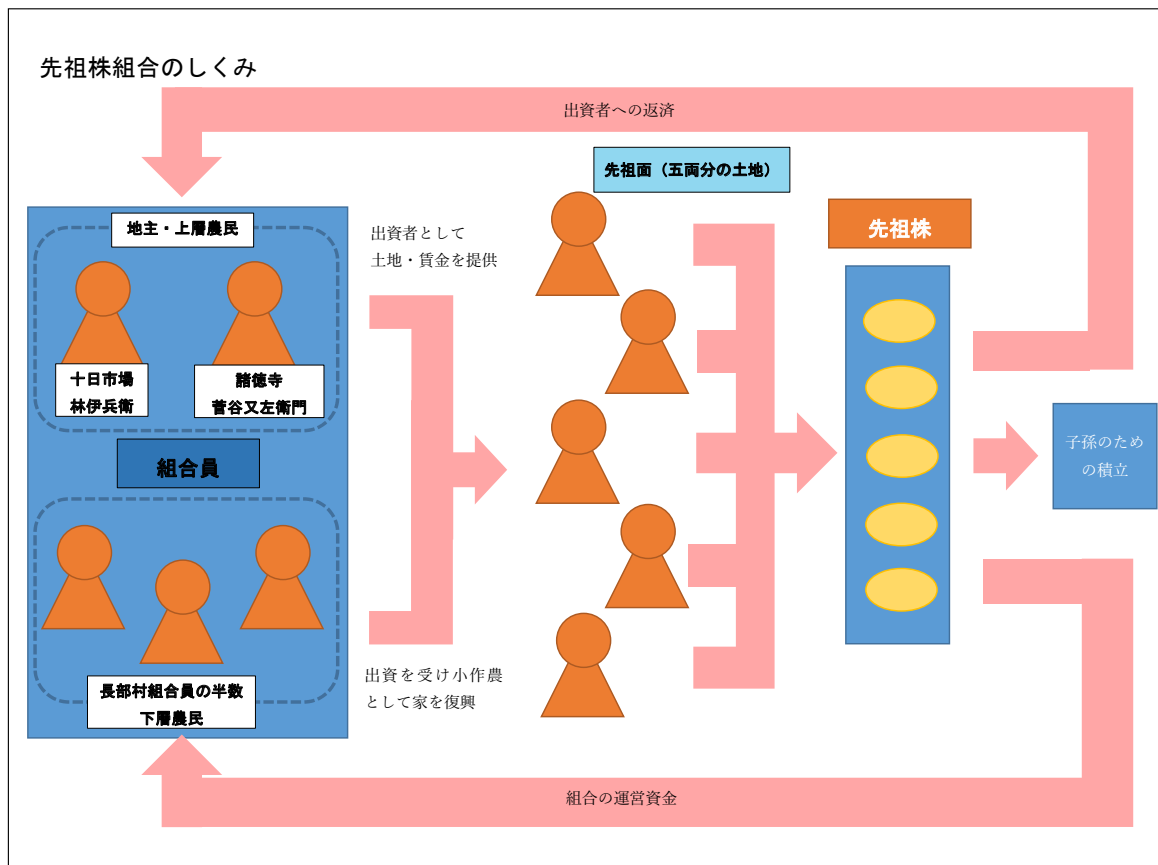 先祖株組合のしくみ
出資者への返済
先祖面（五両分の土地）
地主・上層農民
出資者として
土地・賃金を提供
先祖株
十日市場
林伊兵衛
諸徳寺
菅谷又左衛門
組合員
子孫のため
の積立
出資を受け小作農
として家を復興
長部村組合員の半数
下層農民
組合の運営資金